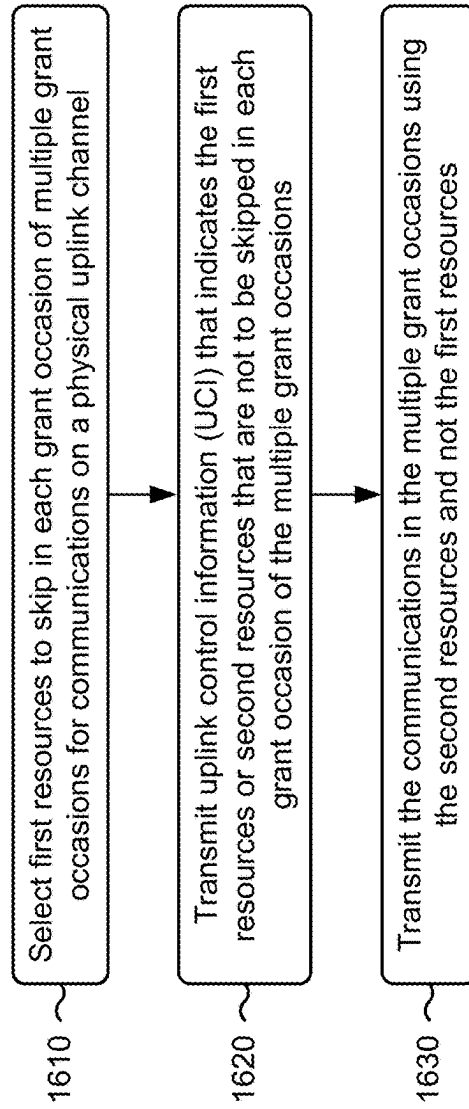 1610
Select first resources to skip in each grant occasion of multiple grant
occasions for communications on a physical uplink channel
1620
Transmit uplink control information (UCI) that indicates the first
resources or second resources that are not to be skipped in each
grant occasion of the multiple grant occasions
1630
Transmit the communications in the multiple grant occasions using
the second resources and not the first resources